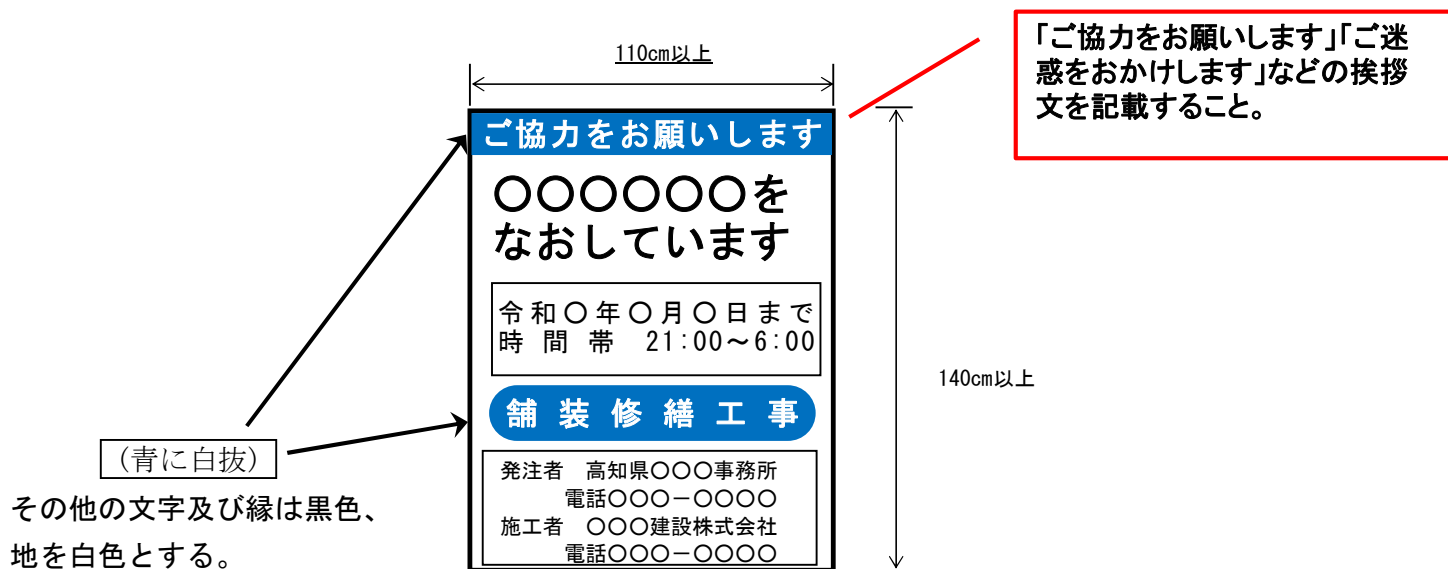 110cm以上
「ご協力をお願いします」「ご迷
惑をおかけします」などの挨拶
文を記載すること。
ご協力をお願いします
〇〇〇〇〇〇を
なおしています
令和〇年〇月〇日まで
時間帯 21:00～6:00
140cm以上
舗装修繕工事
（青に白抜）
その他の文字及び縁は黒色、
地を白色とする。
発注者 高知県〇〇〇事務所
電話〇〇〇－〇〇〇〇
施工者 〇〇〇建設株式会社
電話〇〇〇－〇〇〇〇